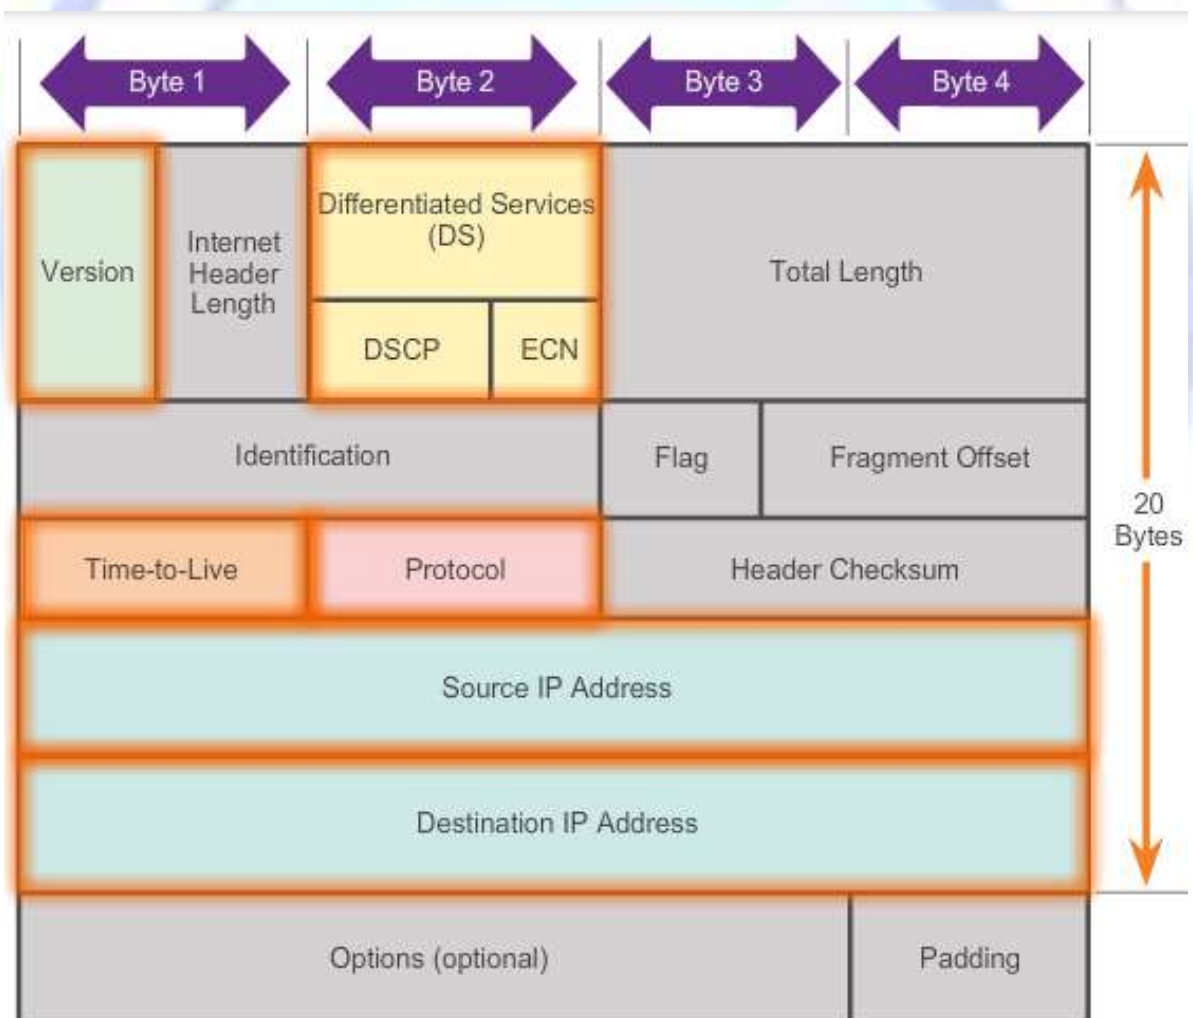 Byte 1
Byte 2
Byte 3
Byte 4
Version
Internet
Header
Length
Differentiated Services
(DS)
DSCP
ECN
Total Length
Identification
Flag
Fragment Offset
20
Bytes
Time-to-Live
Protocol
Header Checksum
Source IP Address
Destination IP Address
Options (optional)
Padding